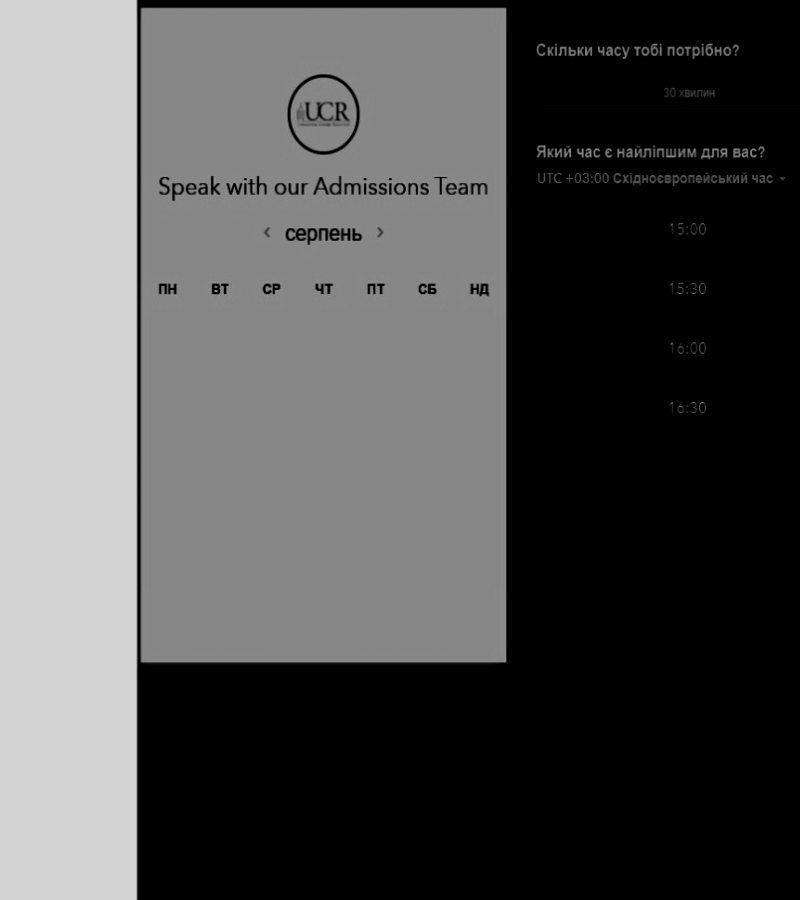 UCR
Speak with our Admissions Team
серпень
ПН ВТ СР ЧТ ПТ СБ НД
Скільки часу тобі потрібно?
30 хвилин
Який час є найліпшим для вас?
UTC +03:00 Східноєвропейський час
15:00
15:30
16:00
16:30